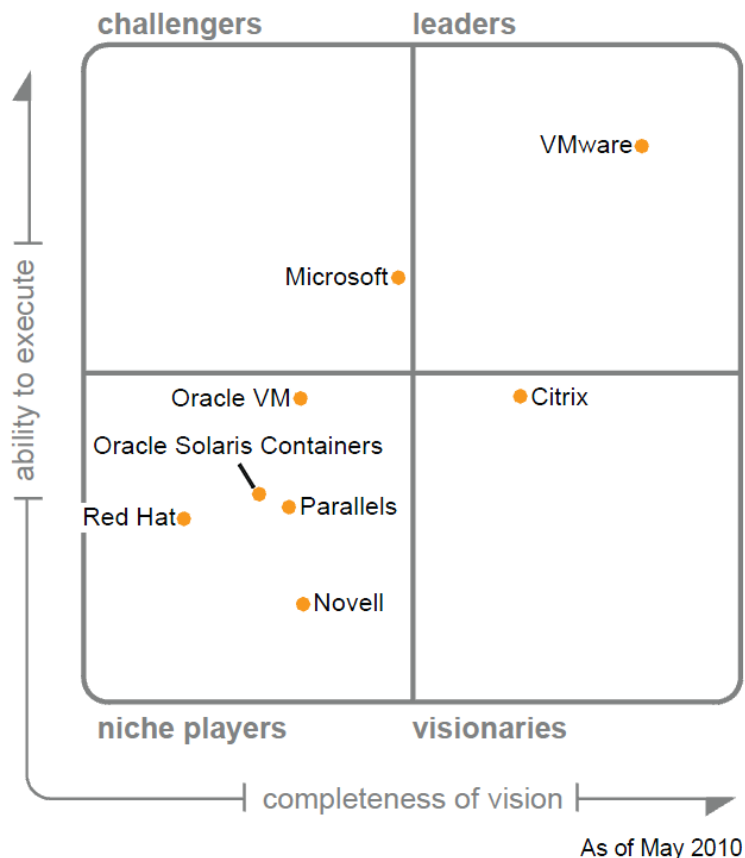 challengers
leaders
VMware
Microsoft
ability to execute
Oracle VM
Citrix
Oracle Solaris Containers
Parallels
Red Hat
Novell
niche players
visionaries
completeness of vision
As of May 2010